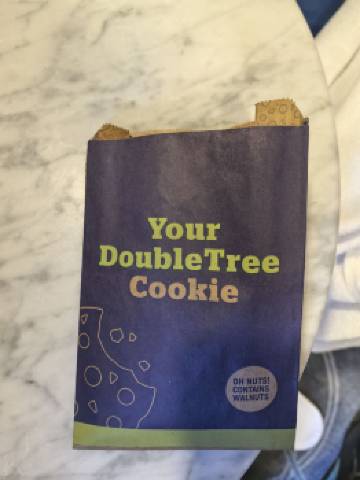 Your
DoubleTree
Cookie
OH NUTS!
CONTAINS
WALNUTS